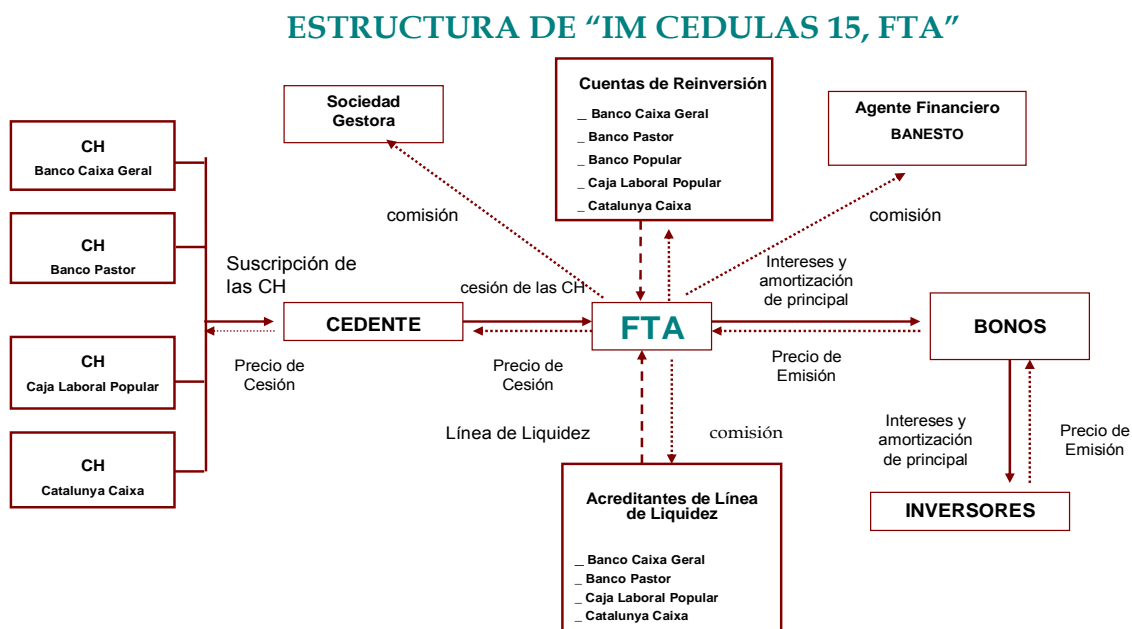 ESTRUCTURA DE “IM CEDULAS 15, FTA”
Sociedad
Gestora
Cuentas de Reinversión
_ Banco Caixa Geral
_ Banco Pastor
_ Banco Popular
_ Caja Laboral Popular
_ Catalunya Caixa
Agente Financiero
BANESTO
CH
Banco Caixa Geral
CH
Banco Pastor
CH
Caja Laboral Popular
CH
Catalunya Caixa
comisión
comisión
Suscripción de
las CH
Precio de
Cesión
CEDENTE
cesión de las CH
Precio de
Cesión
FTA
Intereses y
amortización
de principal
Precio de
Emisión
BONOS
Línea de Liquidez
comisión
Intereses y
amortización
de principal
Precio de
Emisión
INVERSORES
Acreditantes de Línea
de Liquidez
_ Banco Caixa Geral
_ Banco Pastor
_ Caja Laboral Popular
_ Catalunya Caixa